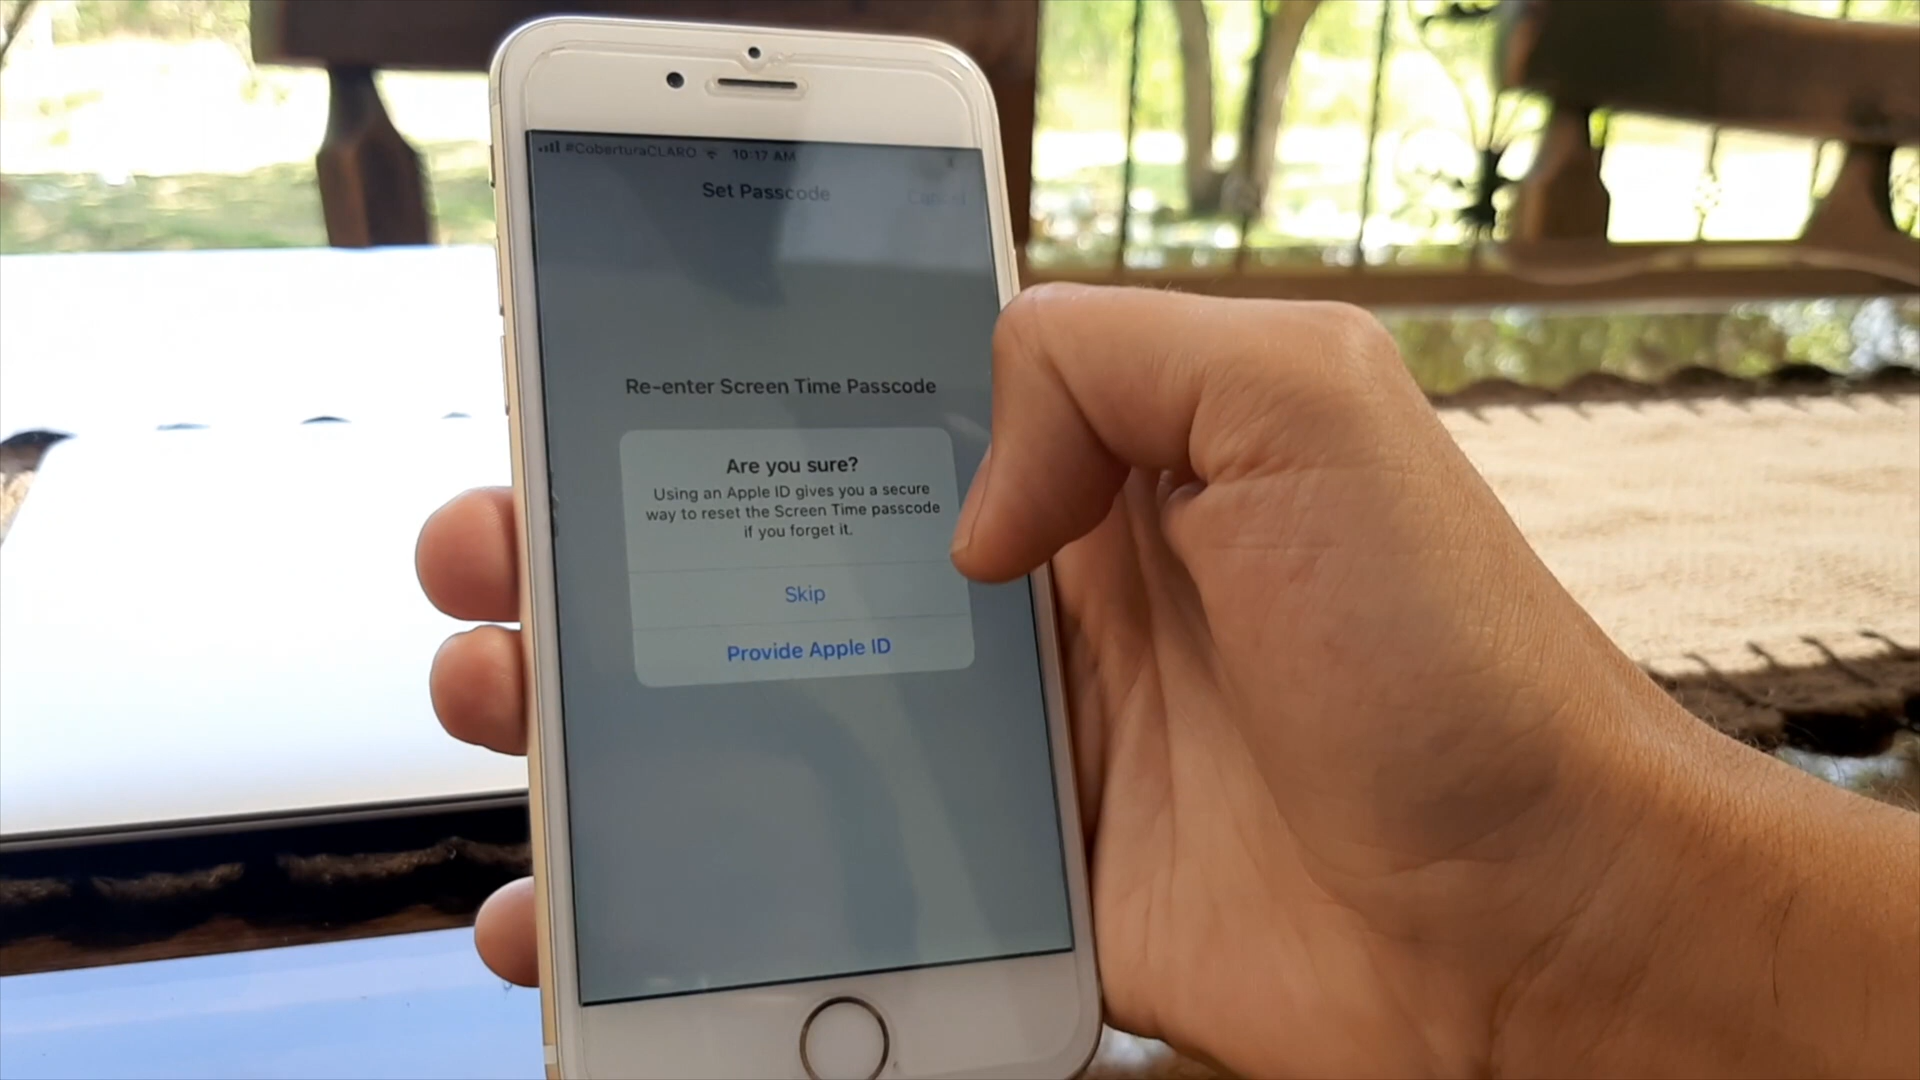 #CoberturaCLARO 10:17 AM
Set Passcode Cancel
Re-enter Screen Time Passcode
Are you sure?
Using an Apple ID gives you a secure
way to reset the Screen Time passcode
if you forget it.
Skip
Provide Apple ID